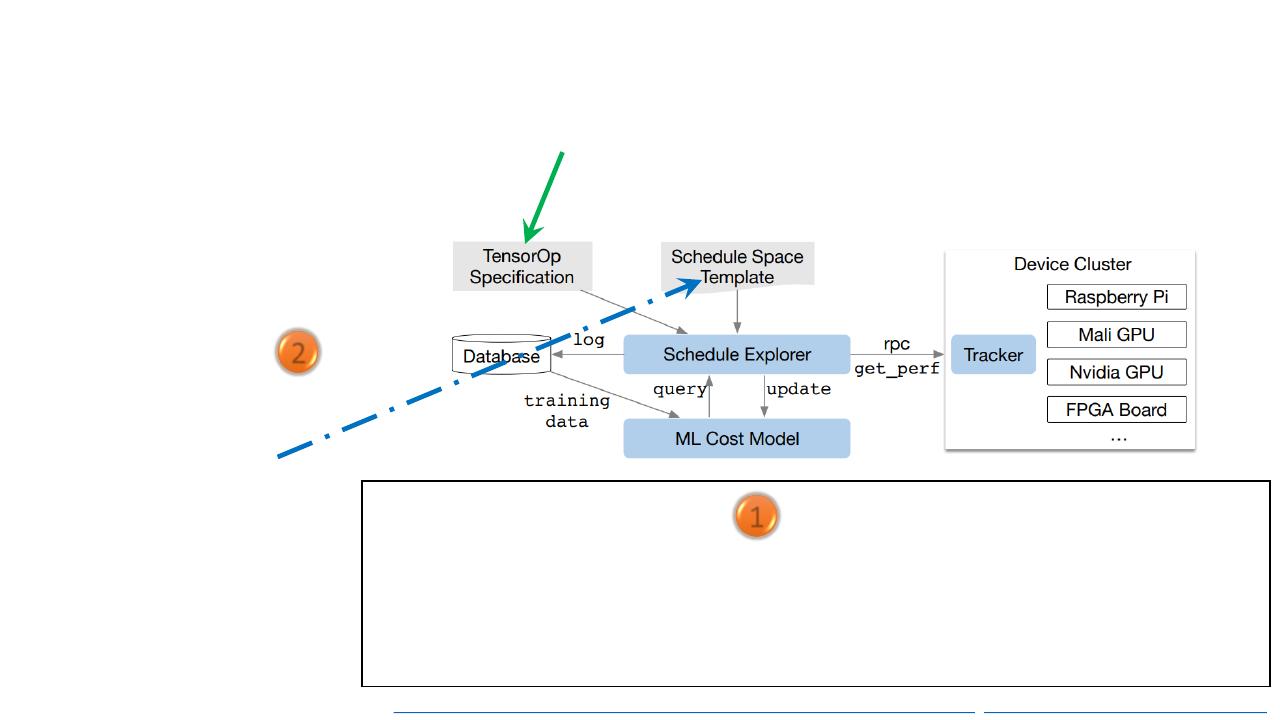 TensorOp
Specification
Schedule Space
Template
Device Cluster
Raspberry Pi
Mali GPU
Nvidia GPU
FPGA Board
...
Tracker
2
Database
log
Schedule Explorer
rpc
get_perf
query
update
training
data
ML Cost Model
1